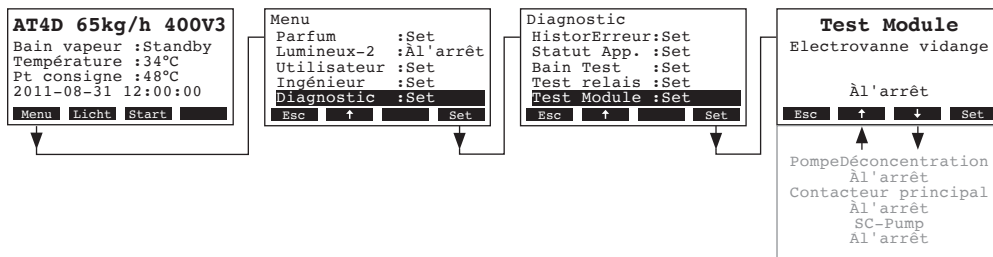 AT4D 65kg/h 400V3
Bain vapeur :Standby
Température :34°C
Pt consigne :48°C
2011-08-31 12:00:00
Menu Licht Start
Menu
Parfum :Set
Lumineux-2 :Àl'arrêt
Utilisateur :Set
Ingénieur :Set
Diagnostic :Set
Esc ↑ Set
Diagnostic
HistorErreur:Set
Statut App. :Set
Bain Test :Set
Test relais :Set
Test Module :Set
Esc ↑ Set
Test Module
Electrovanne vidange
Àl'arrêt
Esc ↑ ↓ Set
PompeDéconcentration
Àl'arrêt
Contacteur principal
Àl'arrêt
SC-Pump
Àl'arrêt